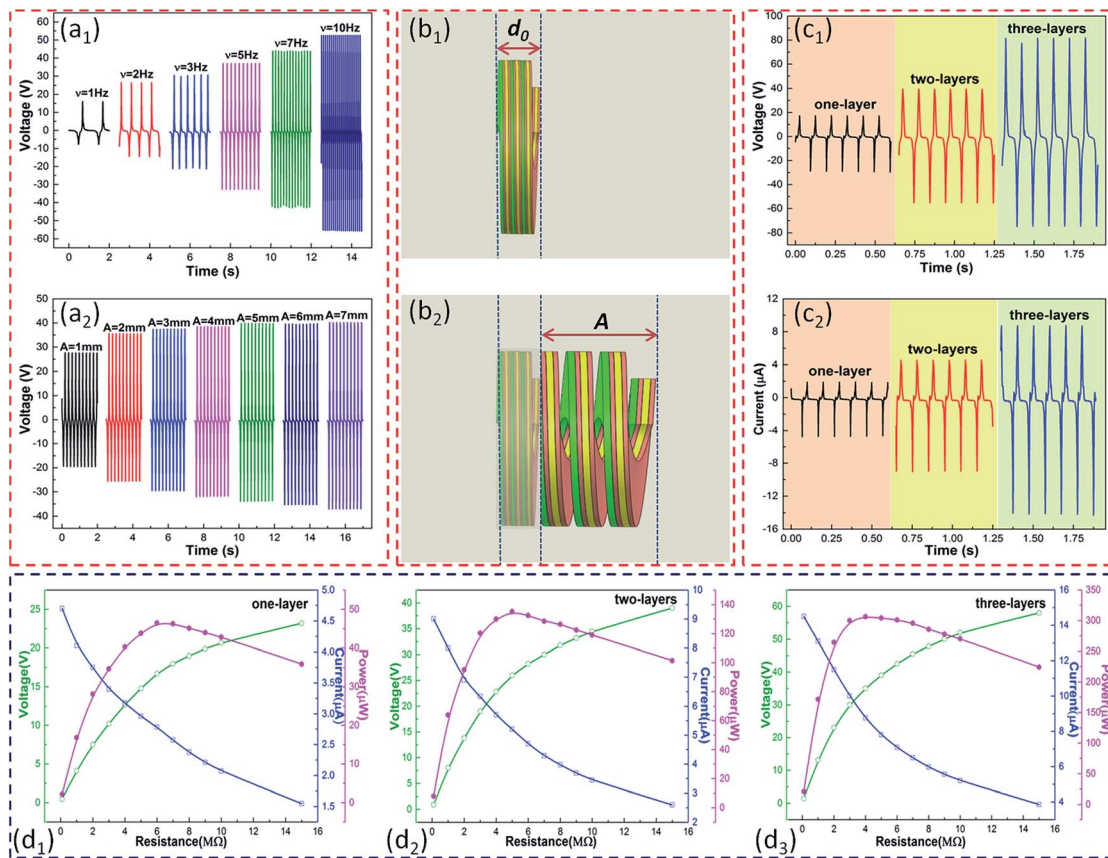 (a1)
60
50
40
30
20
10
0
10
20
30
40
50
60
Voltage (V)
ν=1Hz
ν=2Hz
ν=3Hz
ν=5Hz
ν=7Hz
ν=10Hz
0 2 4 6 8 10 12 14
Time (s)
(a2)
50
40
30
20
10
0
-10
-20
-30
-40
Voltage (V)
A=1mm
A=2mm
A=3mm
A=4mm
A=5mm
A=6mm
A=7mm
0 2 4 6 8 10 12 14 16
Time (s)
(b1)
d0
(b2)
A
(c1)
100
80
60
40
20
0
-20
-40
-60
-80
Voltage (V)
one-layer
two-layers
three-layers
0.00 0.25 0.50 0.75 1.00 1.25 1.50 1.75
Time (s)
(c2)
12
8
4
0
-4
-8
-12
-16
Current (μA)
one-layer
two-layers
three-layers
0.00 0.25 0.50 0.75 1.00 1.25 1.50 1.75
Time (s)
(d1)
one-layer
25
20
15
10
5
0
Voltage(V)
5.0
4.5
4.0
3.5
3.0
2.5
2.0
1.5
Current(μA)
50
40
30
20
10
0
Power(μW)
0 2 4 6 8 10 12 14 16
Resistance(MΩ)
(d2)
two-layers
40
35
30
25
20
15
10
5
0
Voltage(V)
10
9
8
7
6
5
4
3
2
Current(μA)
140
120
100
80
60
40
20
0
Power(μW)
0 2 4 6 8 10 12 14 16
Resistance(MΩ)
(d3)
three-layers
60
50
40
30
20
10
0
Voltage(V)
16
14
12
10
8
6
4
Current(μA)
350
300
250
200
150
100
50
0
Power(μW)
0 2 4 6 8 10 12 14 16
Resistance(MΩ)